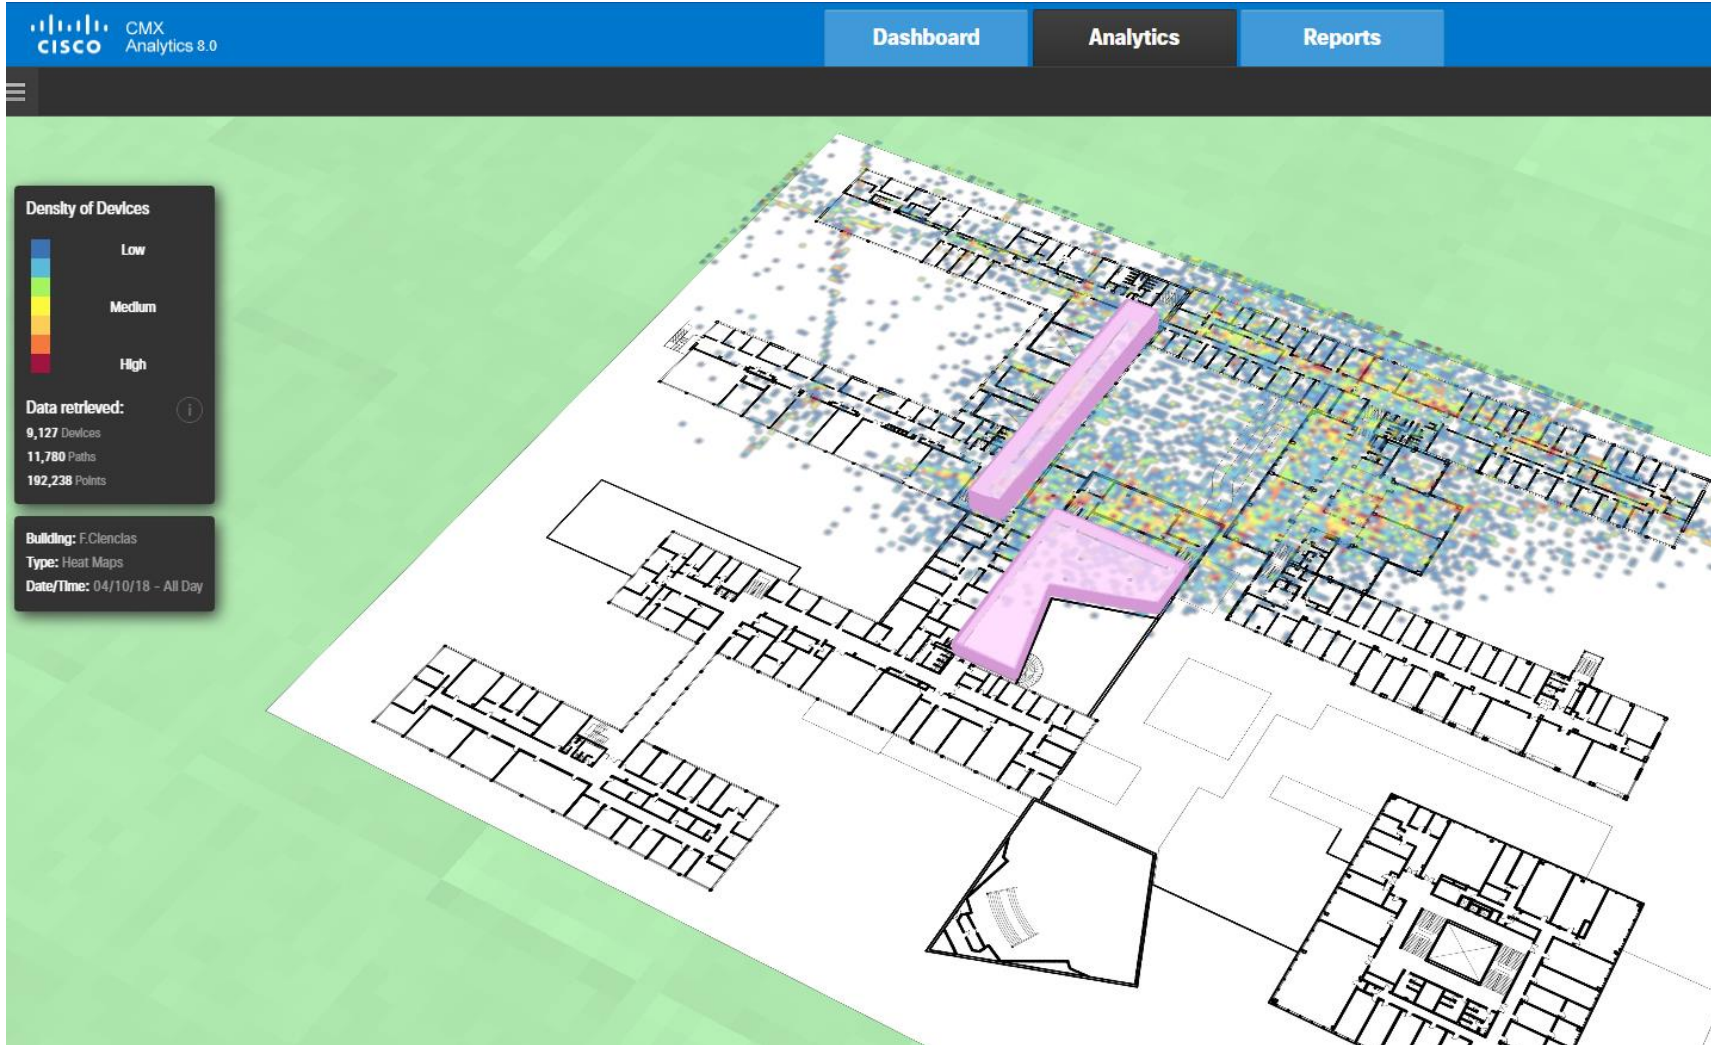 CISCO
CMX
Analytics 8.0
Dashboard
Analytics
Reports
Density of Devices
Low
Medium
High
Data retrieved:
i
9,127 Devices
11,780 Paths
192,238 Points
Building: F.Ciencias
Type: Heat Maps
Date/Time: 04/10/18 - All Day